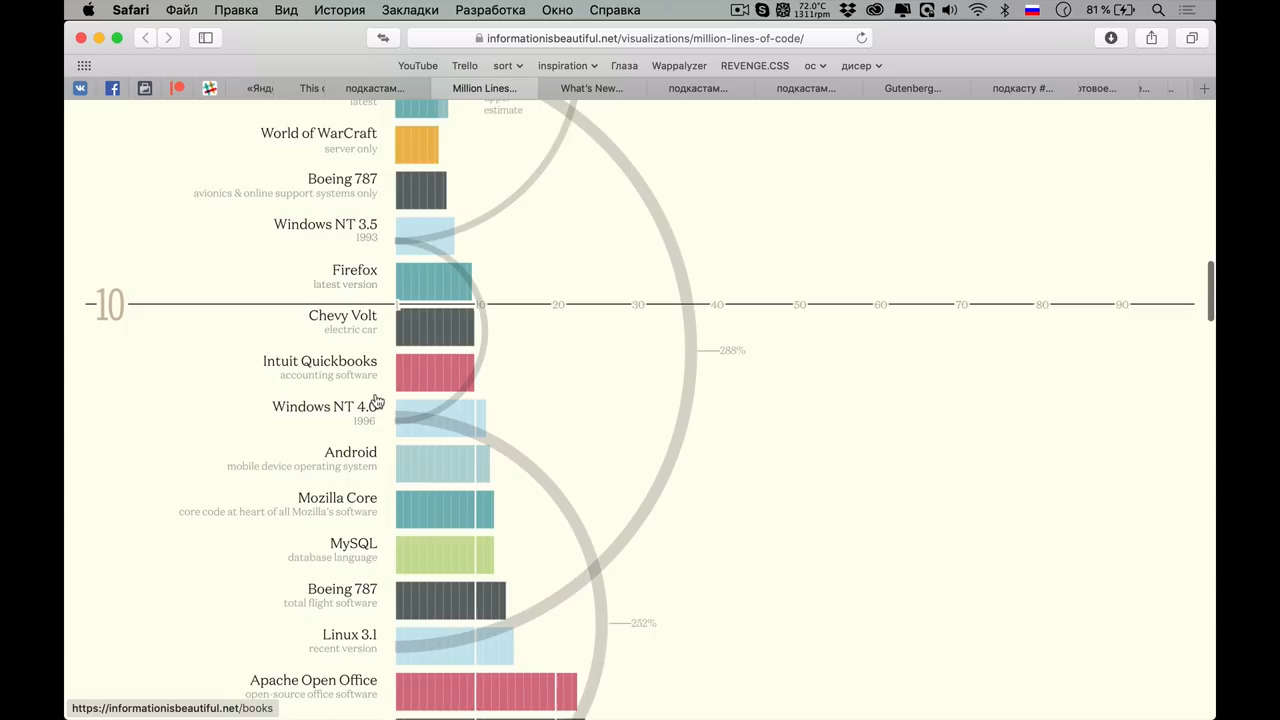 Safari Файл Правка Вид История Закладки Разработка Окно Справка 72.0°C 1311rpm 81 %
informationisbeautiful.net/visualizations/million-lines-of-code/
YouTube Trello sort inspiration Глаза Wappalyzer REVENGE.CSS ос дисер
«Янд This подкастам... Million Lines... What's New... подкастам... подкастам... Gutenberg... подкасту #... отовое...
latest
estimate
World of WarCraft
server only
Boeing 787
avionics & online support systems only
Windows NT 3.5
1993
Firefox
latest version
10 10 20 30 40 50 60 70 80 90
Chevy Volt
electric car
288%
Intuit Quickbooks
accounting software
Windows NT 4.0
1996
Android
mobile device operating system
Mozilla Core
core code at heart of all Mozilla's software
MySQL
database language
Boeing 787
total flight software
252%
Linux 3.1
recent version
Apache Open Office
open-source office software
https://informationisbeautiful.net/books